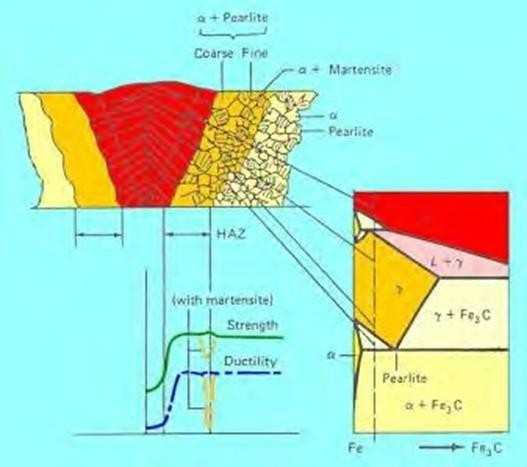 α + Pearlite
Coarse Fine
α + Martensite
α
Pearlite
HAZ
L + γ
γ
γ + Fe₃C
(with martensite)
Strength
Ductility
α
Pearlite
α + Fe₃C
Fe
Fe₃C